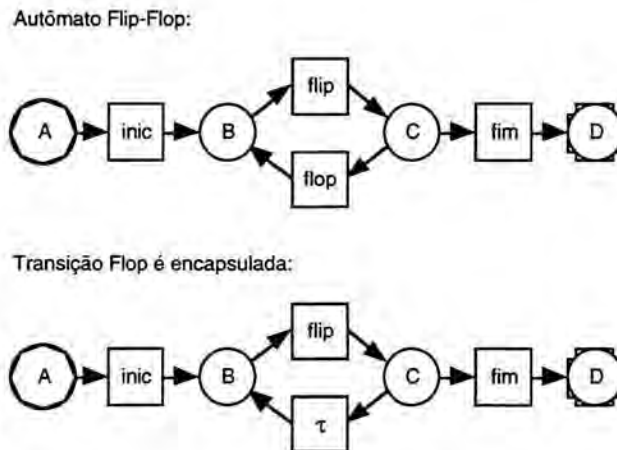 Autômato Flip-Flop:
flip
A inic B C fim D
flop
Transição Flop é encapsulada:
flip
A inic B C fim D
τ